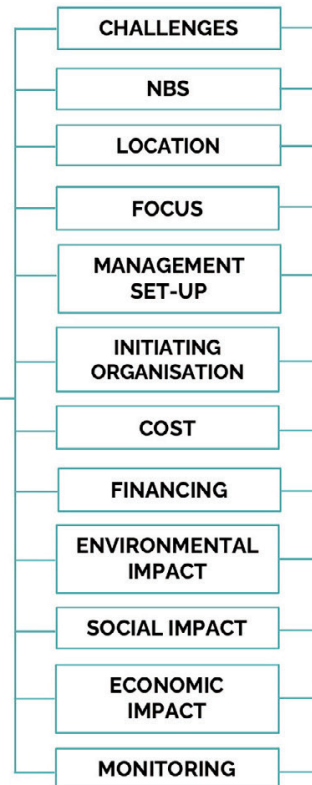 CHALLENGES
NBS
LOCATION
FOCUS
MANAGEMENT
SET-UP
INITIATING
ORGANISATION
COST
FINANCING
ENVIRONMENTAL
IMPACT
SOCIAL IMPACT
ECONOMIC
IMPACT
MONITORING